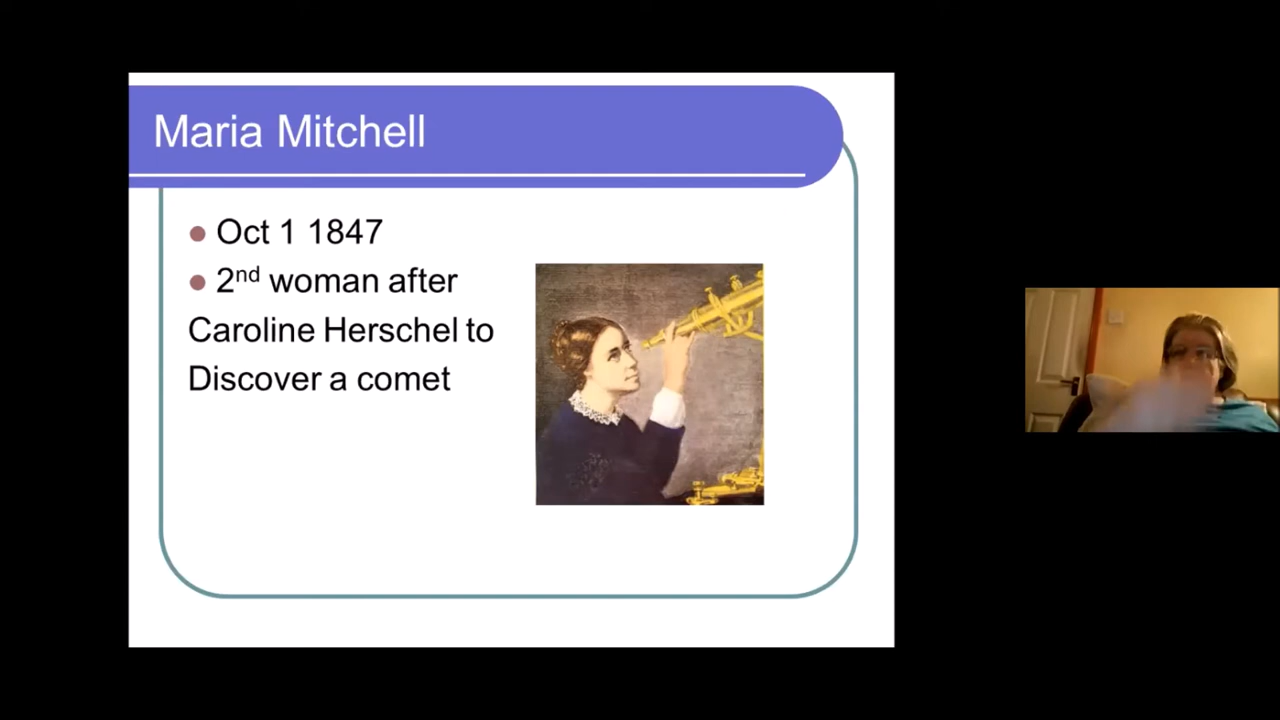 Maria Mitchell
Oct 1 1847
2nd woman after
Caroline Herschel to
Discover a comet